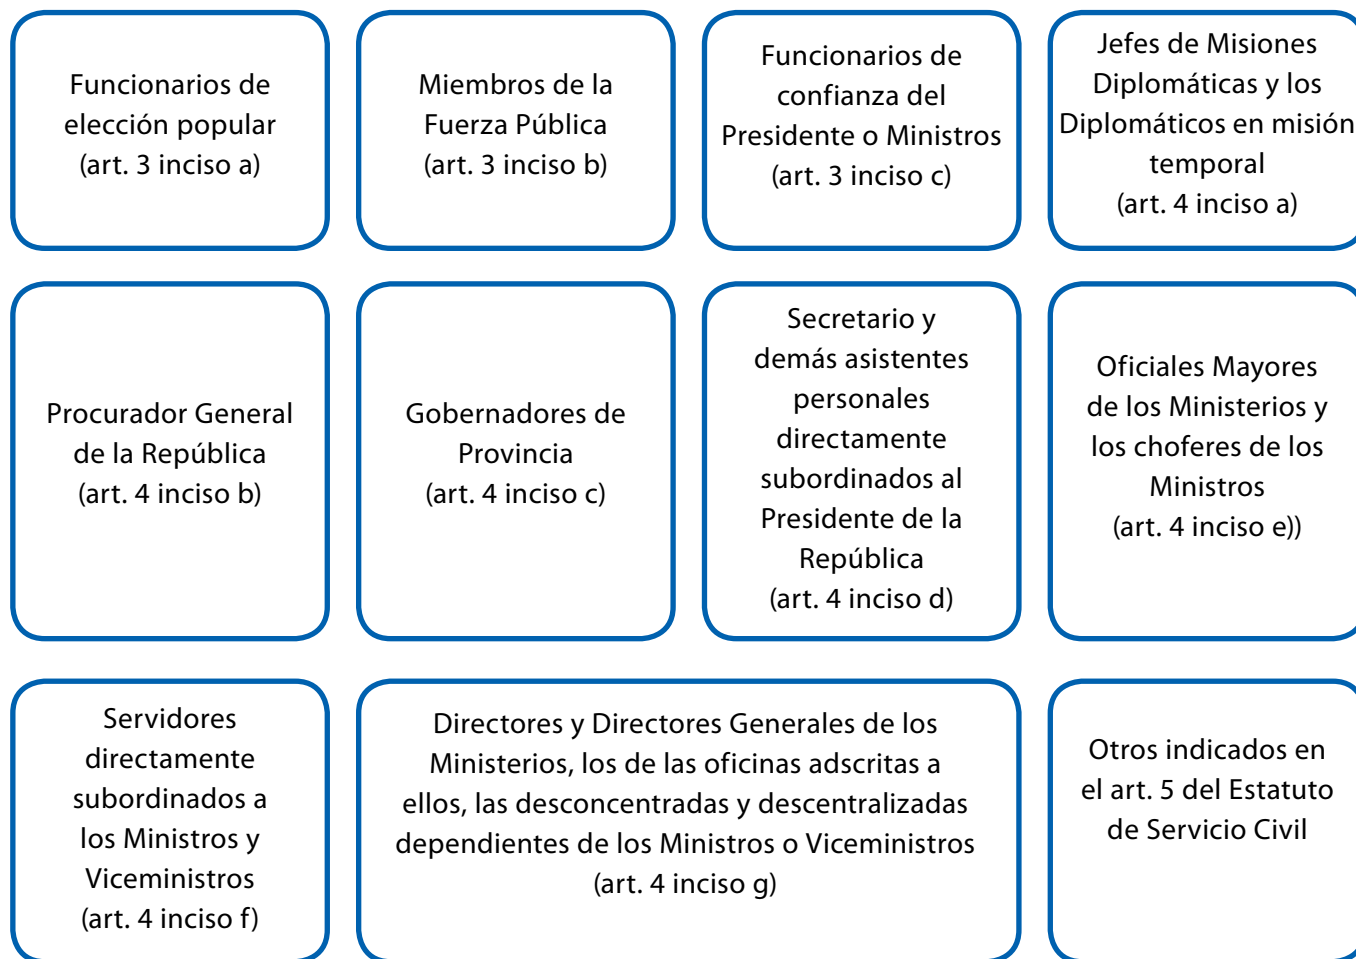 Funcionarios de
elección popular
(art. 3 inciso a)
Miembros de la
Fuerza Pública
(art. 3 inciso b)
Funcionarios de
confianza del
Presidente o Ministros
(art. 3 inciso c)
Jefes de Misiones
Diplomáticas y los
Diplomáticos en misión
temporal
(art. 4 inciso a)
Procurador General
de la República
(art. 4 inciso b)
Gobernadores de
Provincia
(art. 4 inciso c)
Secretario y
demás asistentes
personales
directamente
subordinados al
Presidente de la
República
(art. 4 inciso d)
Oficiales Mayores
de los Ministerios y
los choferes de los
Ministros
(art. 4 inciso e))
Servidores
directamente
subordinados a
los Ministros y
Viceministros
(art. 4 inciso f)
Directores y Directores Generales de los
Ministerios, los de las oficinas adscritas a
ellos, las desconcentradas y descentralizadas
dependientes de los Ministros o Viceministros
(art. 4 inciso g)
Otros indicados en
el art. 5 del Estatuto
de Servicio Civil